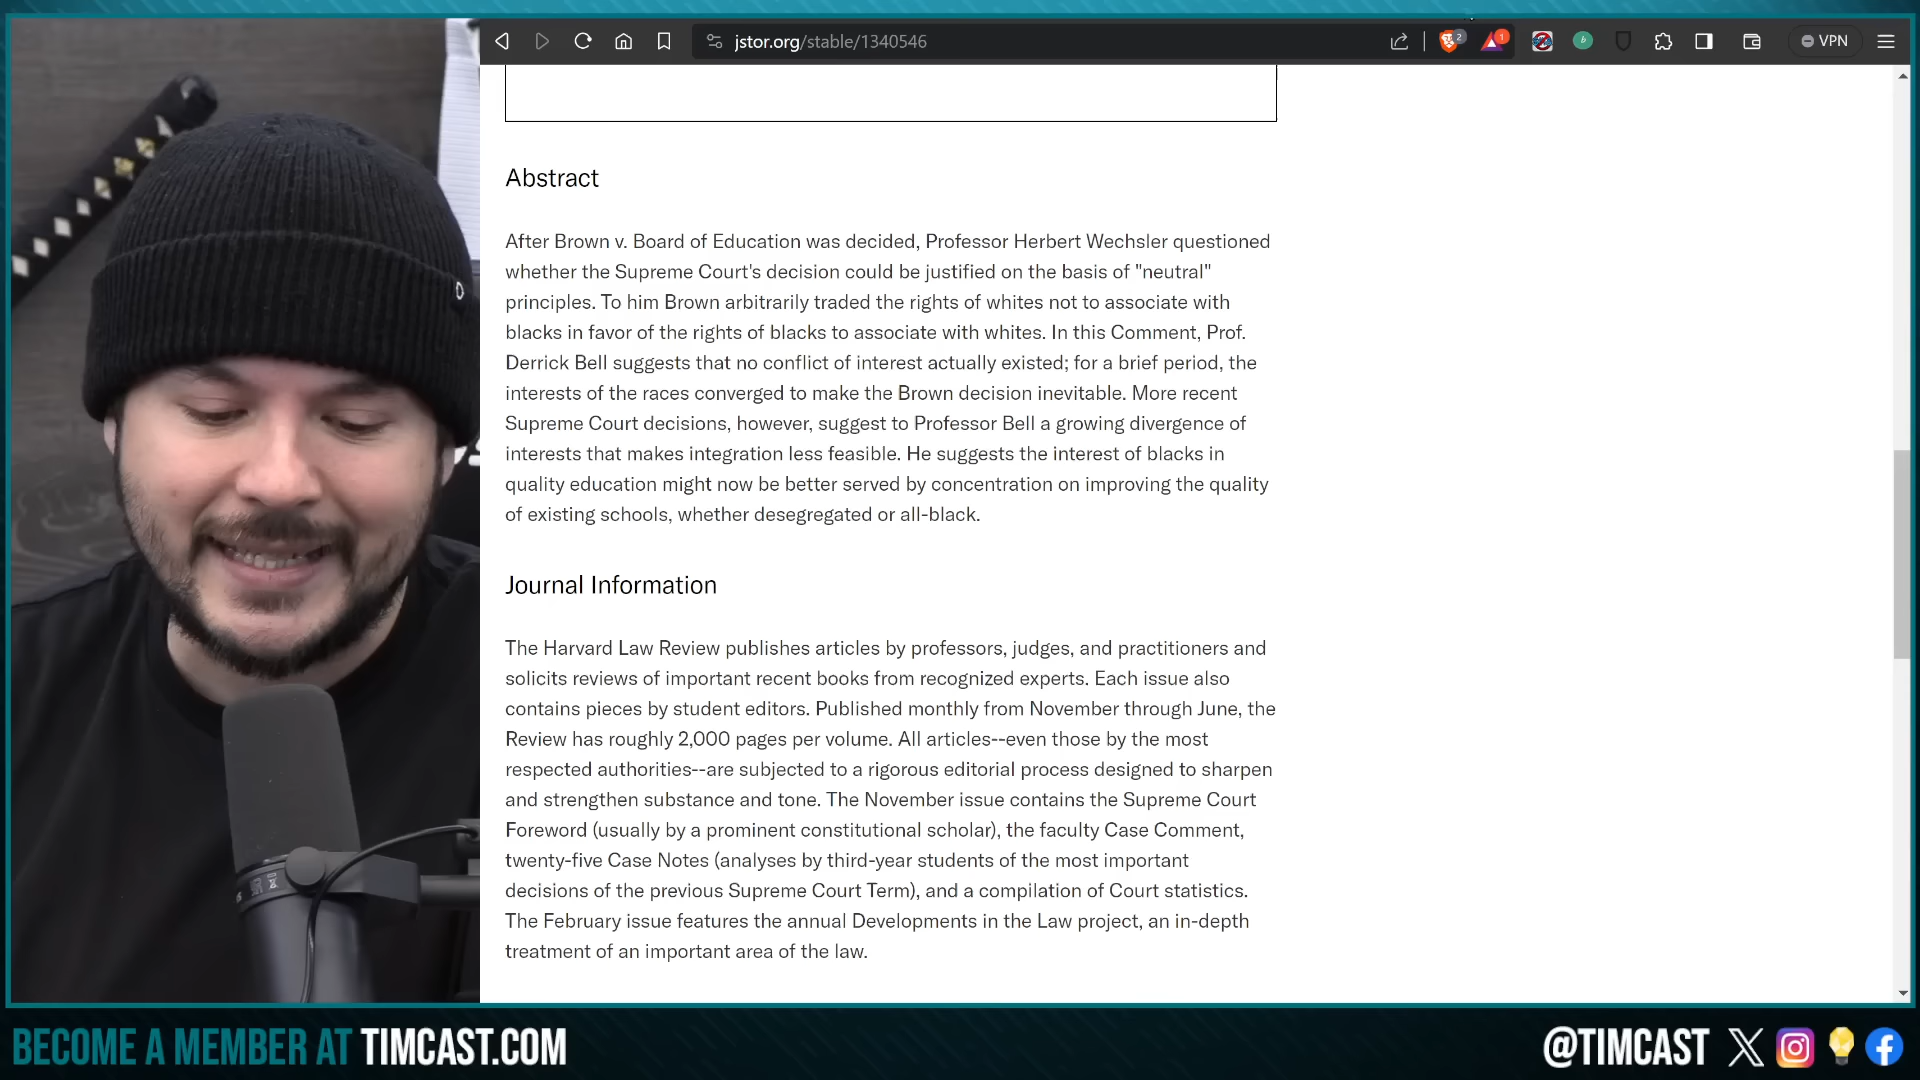 jstor.org/stable/1340546
2
1
VPN
Abstract
After Brown v. Board of Education was decided, Professor Herbert Wechsler questioned
whether the Supreme Court's decision could be justified on the basis of "neutral"
principles. To him Brown arbitrarily traded the rights of whites not to associate with
blacks in favor of the rights of blacks to associate with whites. In this Comment, Prof.
Derrick Bell suggests that no conflict of interest actually existed; for a brief period, the
interests of the races converged to make the Brown decision inevitable. More recent
Supreme Court decisions, however, suggest to Professor Bell a growing divergence of
interests that makes integration less feasible. He suggests the interest of blacks in
quality education might now be better served by concentration on improving the quality
of existing schools, whether desegregated or all-black.
Journal Information
The Harvard Law Review publishes articles by professors, judges, and practitioners and
solicits reviews of important recent books from recognized experts. Each issue also
contains pieces by student editors. Published monthly from November through June, the
Review has roughly 2,000 pages per volume. All articles--even those by the most
respected authorities--are subjected to a rigorous editorial process designed to sharpen
and strengthen substance and tone. The November issue contains the Supreme Court
Foreword (usually by a prominent constitutional scholar), the faculty Case Comment,
twenty-five Case Notes (analyses by third-year students of the most important
decisions of the previous Supreme Court Term), and a compilation of Court statistics.
The February issue features the annual Developments in the Law project, an in-depth
treatment of an important area of the law.
BECOME A MEMBER AT TIMCAST.COM
@TIMCAST